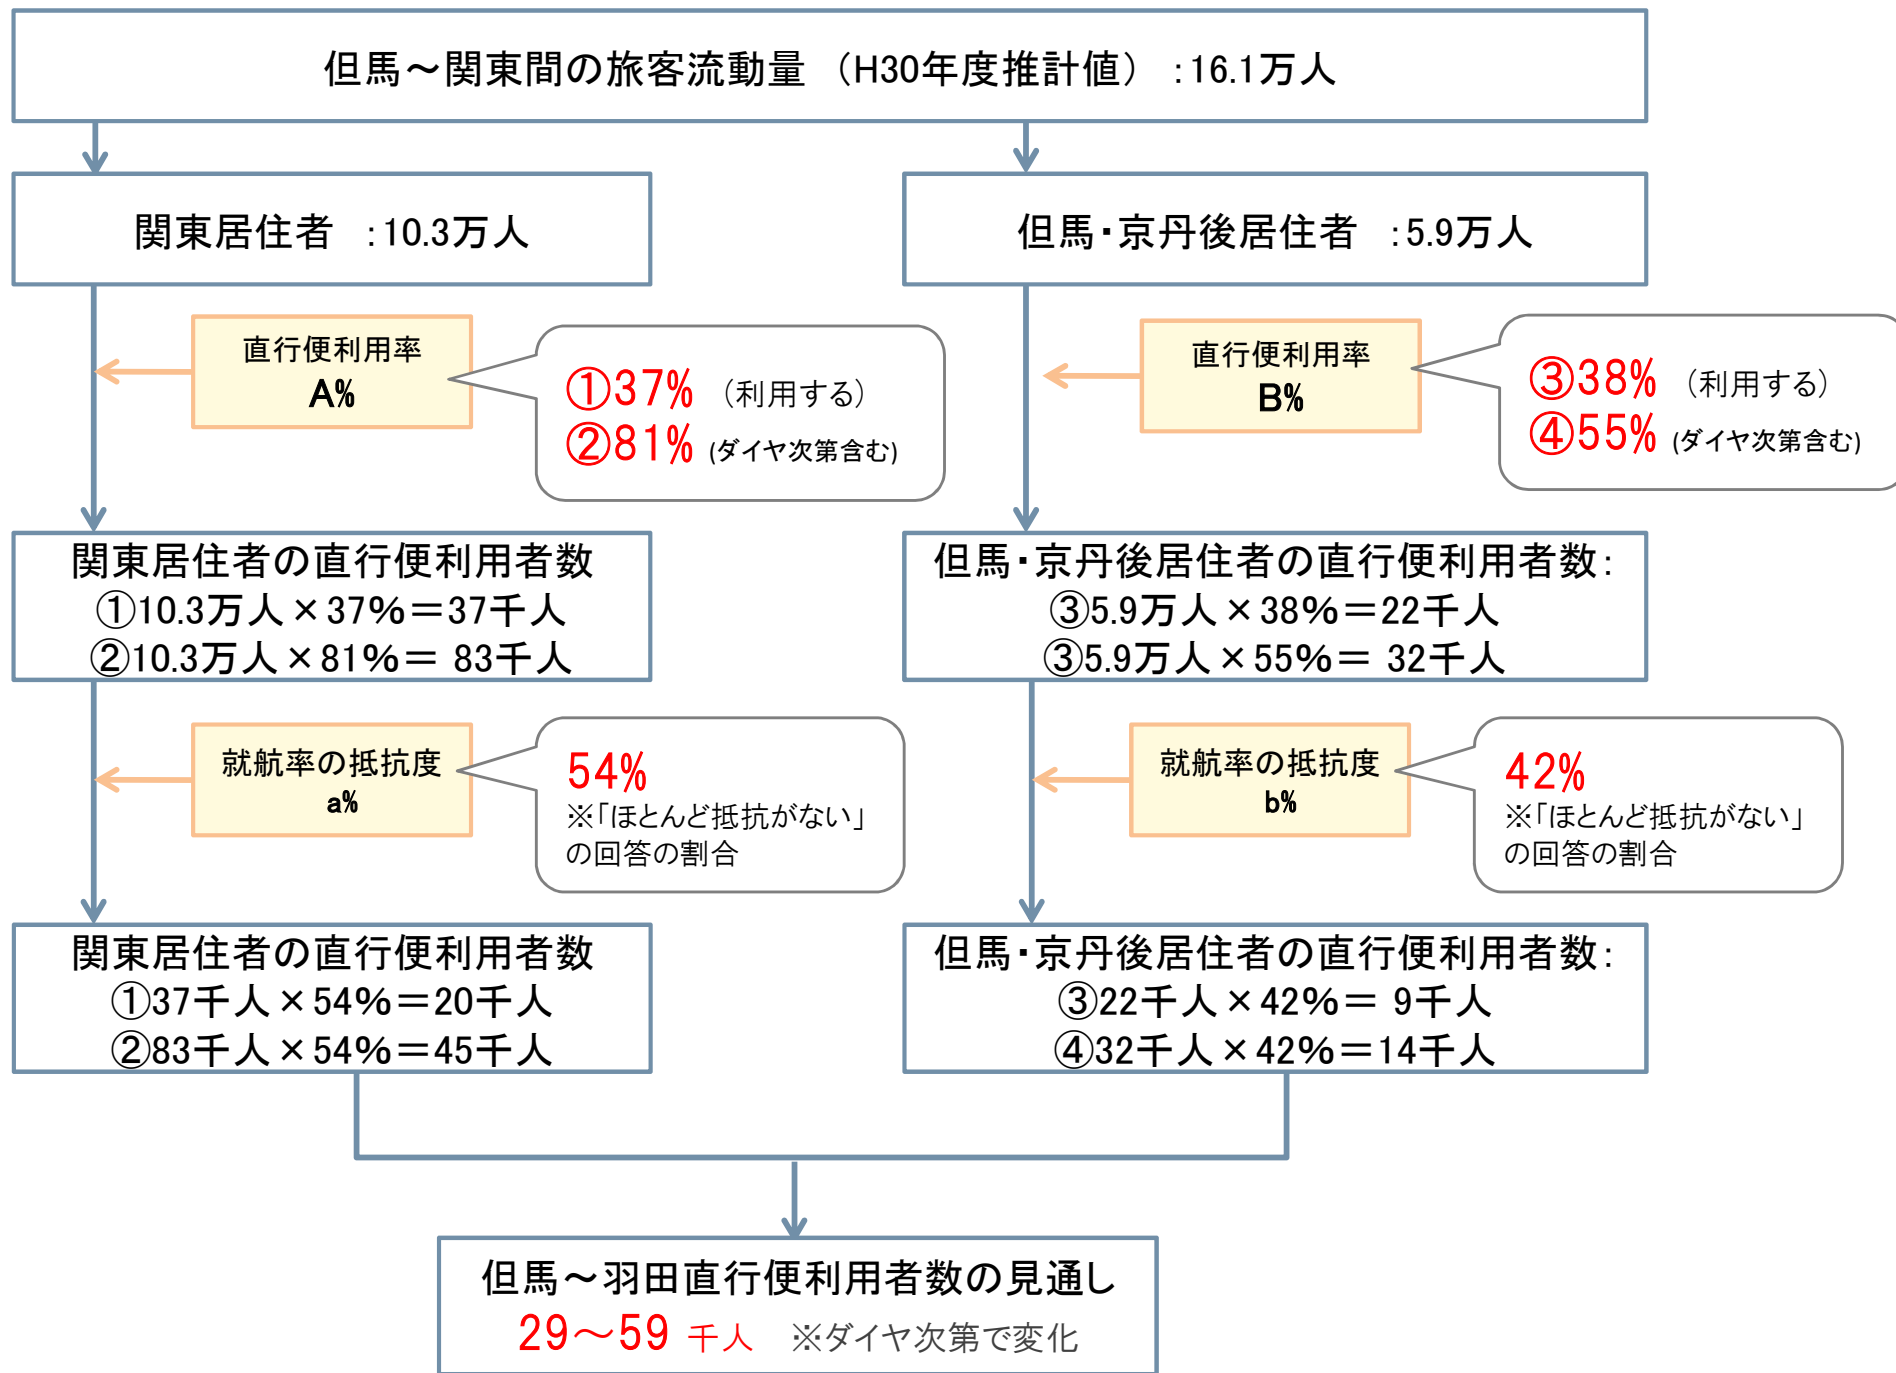 但馬～関東間の旅客流動量 （H30年度推計値） ：16.1万人
関東居住者 ：10.3万人
但馬・京丹後居住者 ：5.9万人
直行便利用率
A%
①37% （利用する）
②81% (ダイヤ次第含む)
直行便利用率
B%
③38% （利用する）
④55% (ダイヤ次第含む)
関東居住者の直行便利用者数
①10.3万人×37%＝37千人
②10.3万人×81%＝ 83千人
但馬・京丹後居住者の直行便利用者数：
③5.9万人×38%＝22千人
③5.9万人×55%＝ 32千人
就航率の抵抗度
a%
54%
※「ほとんど抵抗がない」
の回答の割合
就航率の抵抗度
b%
42%
※「ほとんど抵抗がない」
の回答の割合
関東居住者の直行便利用者数
①37千人×54%＝20千人
②83千人×54%＝45千人
但馬・京丹後居住者の直行便利用者数：
③22千人×42%＝ 9千人
④32千人×42%＝14千人
但馬～羽田直行便利用者数の見通し
29～59 千人 ※ダイヤ次第で変化